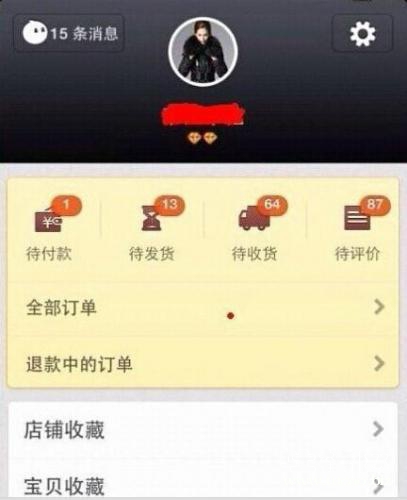 15 条消息
1
13
64
87
¥
待付款
待发货
待收货
待评价
全部订单
退款中的订单
店铺收藏
宝贝收藏